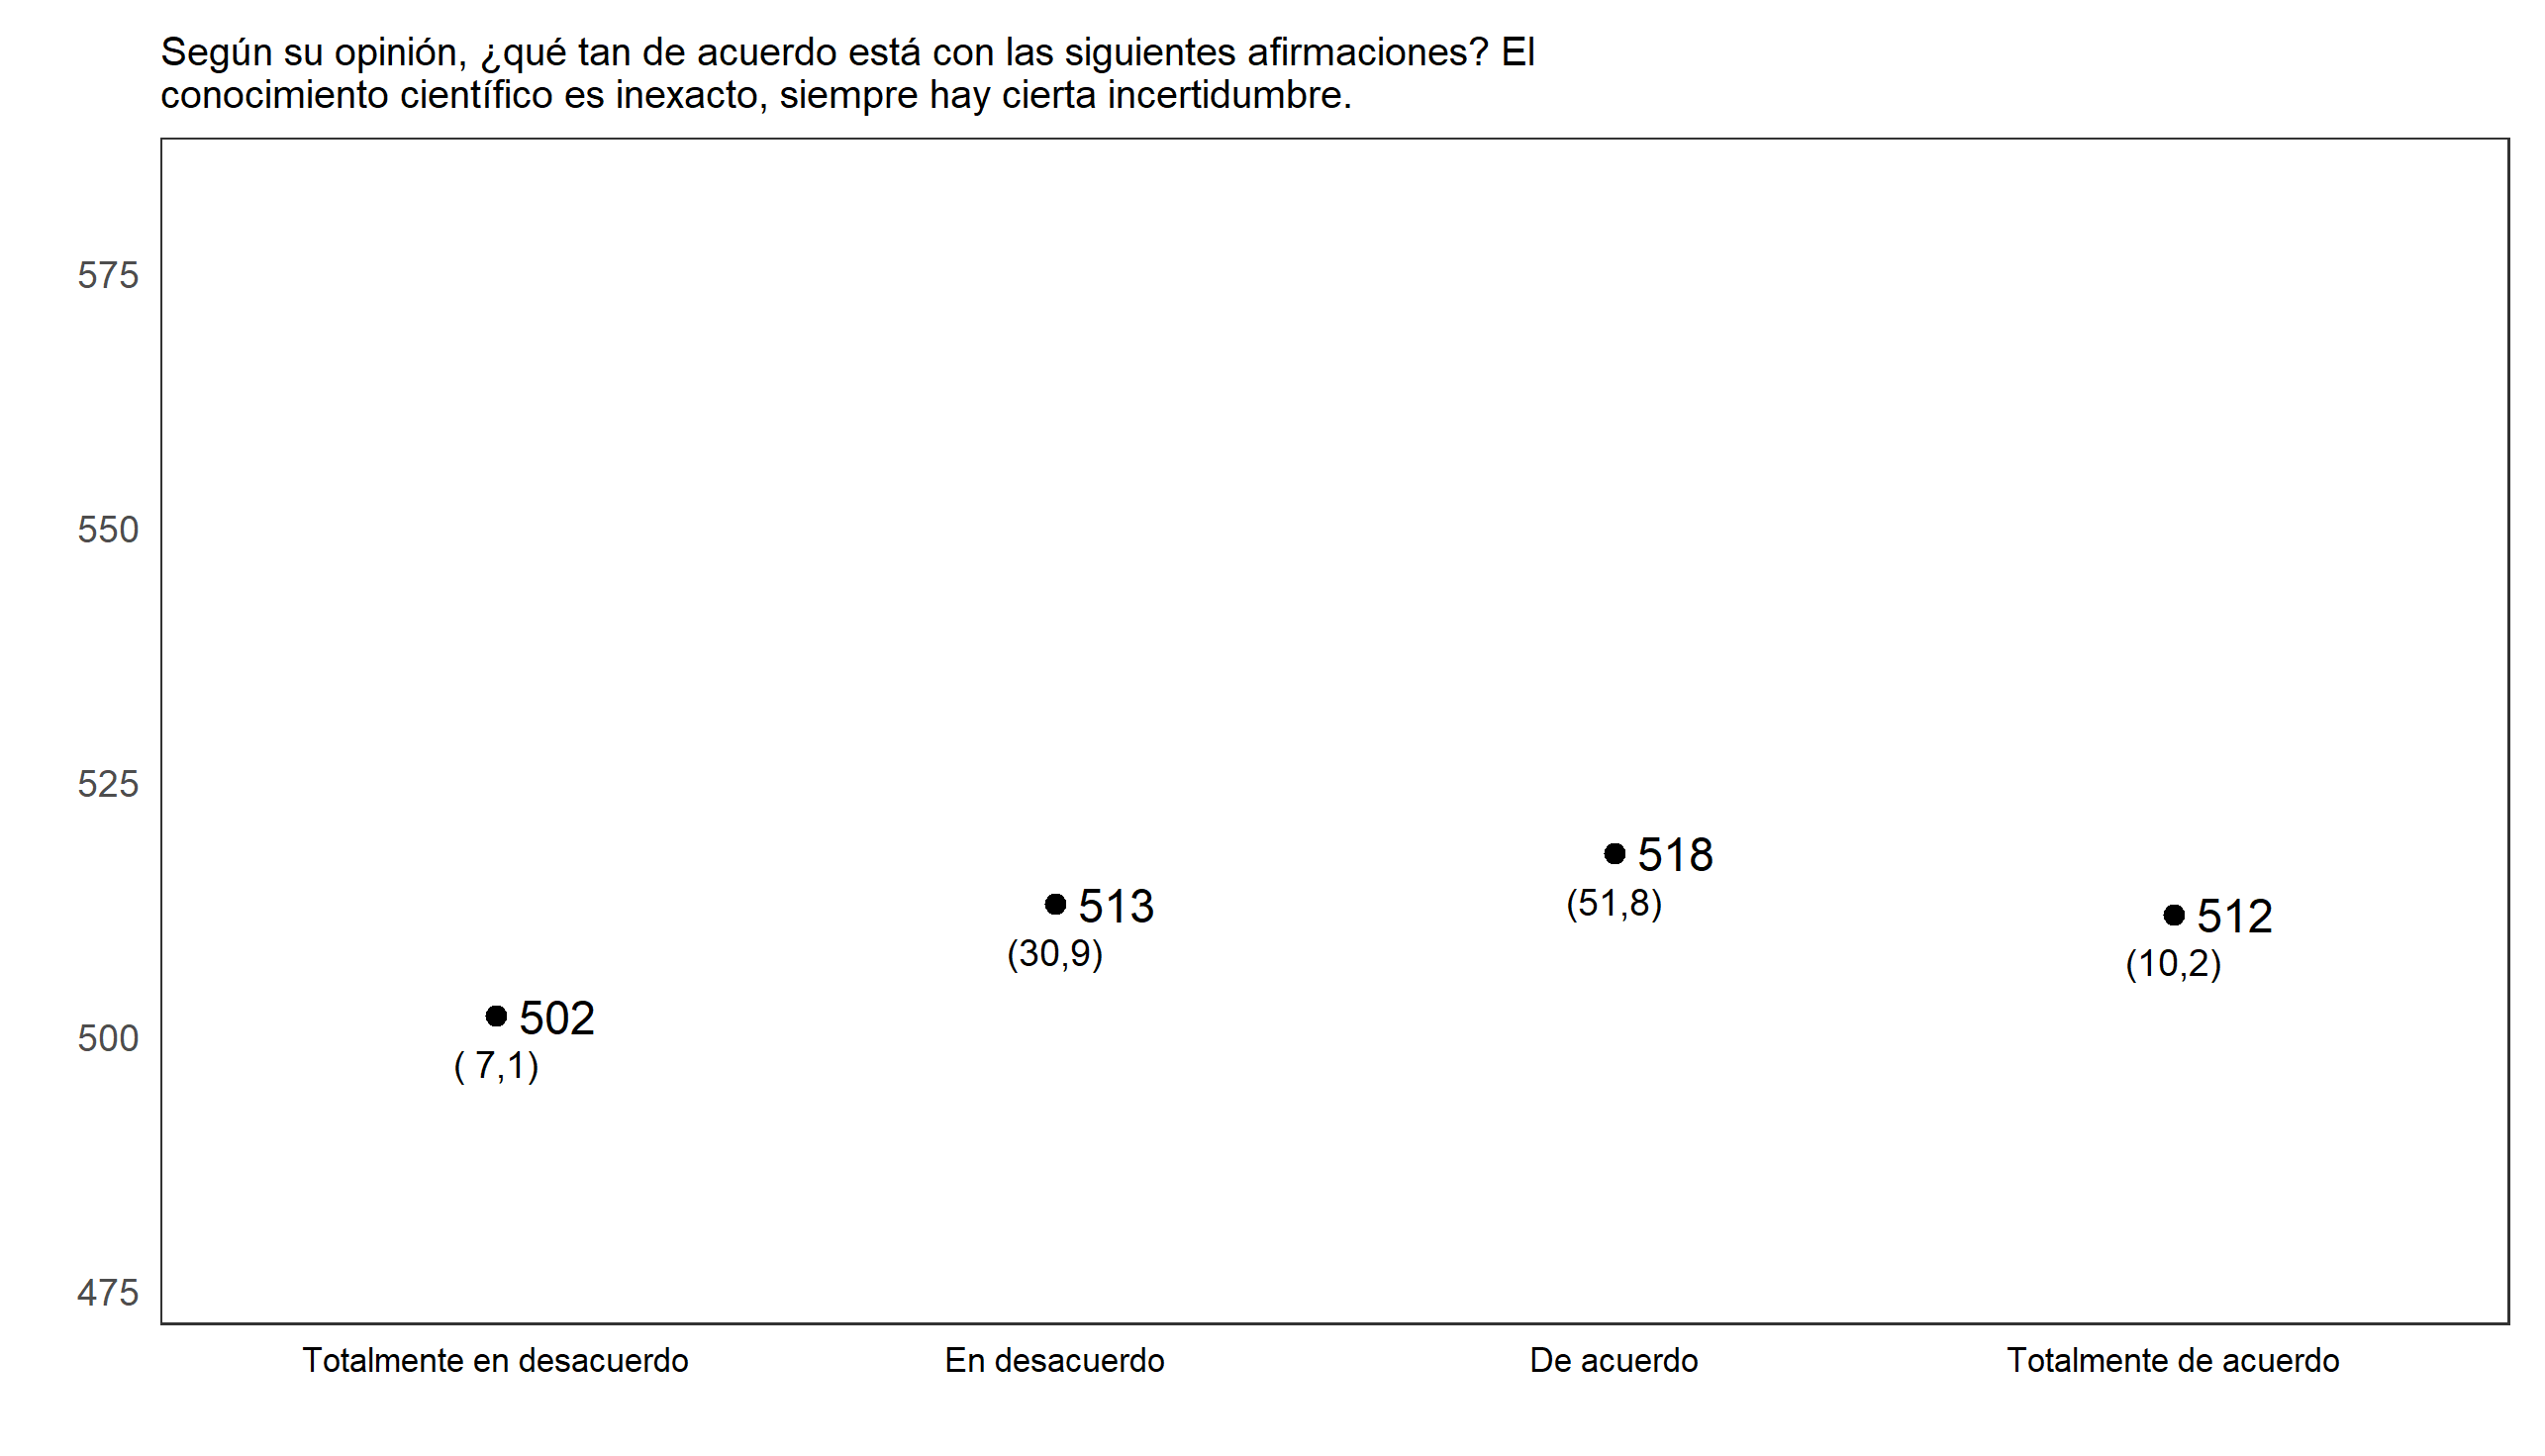 Según su opinión, ¿qué tan de acuerdo está con las siguientes afirmaciones? El
conocimiento científico es inexacto, siempre hay cierta incertidumbre.
575
550
525
500
475
502
( 7,1)
513
(30,9)
518
(51,8)
512
(10,2)
Totalmente en desacuerdo
En desacuerdo
De acuerdo
Totalmente de acuerdo